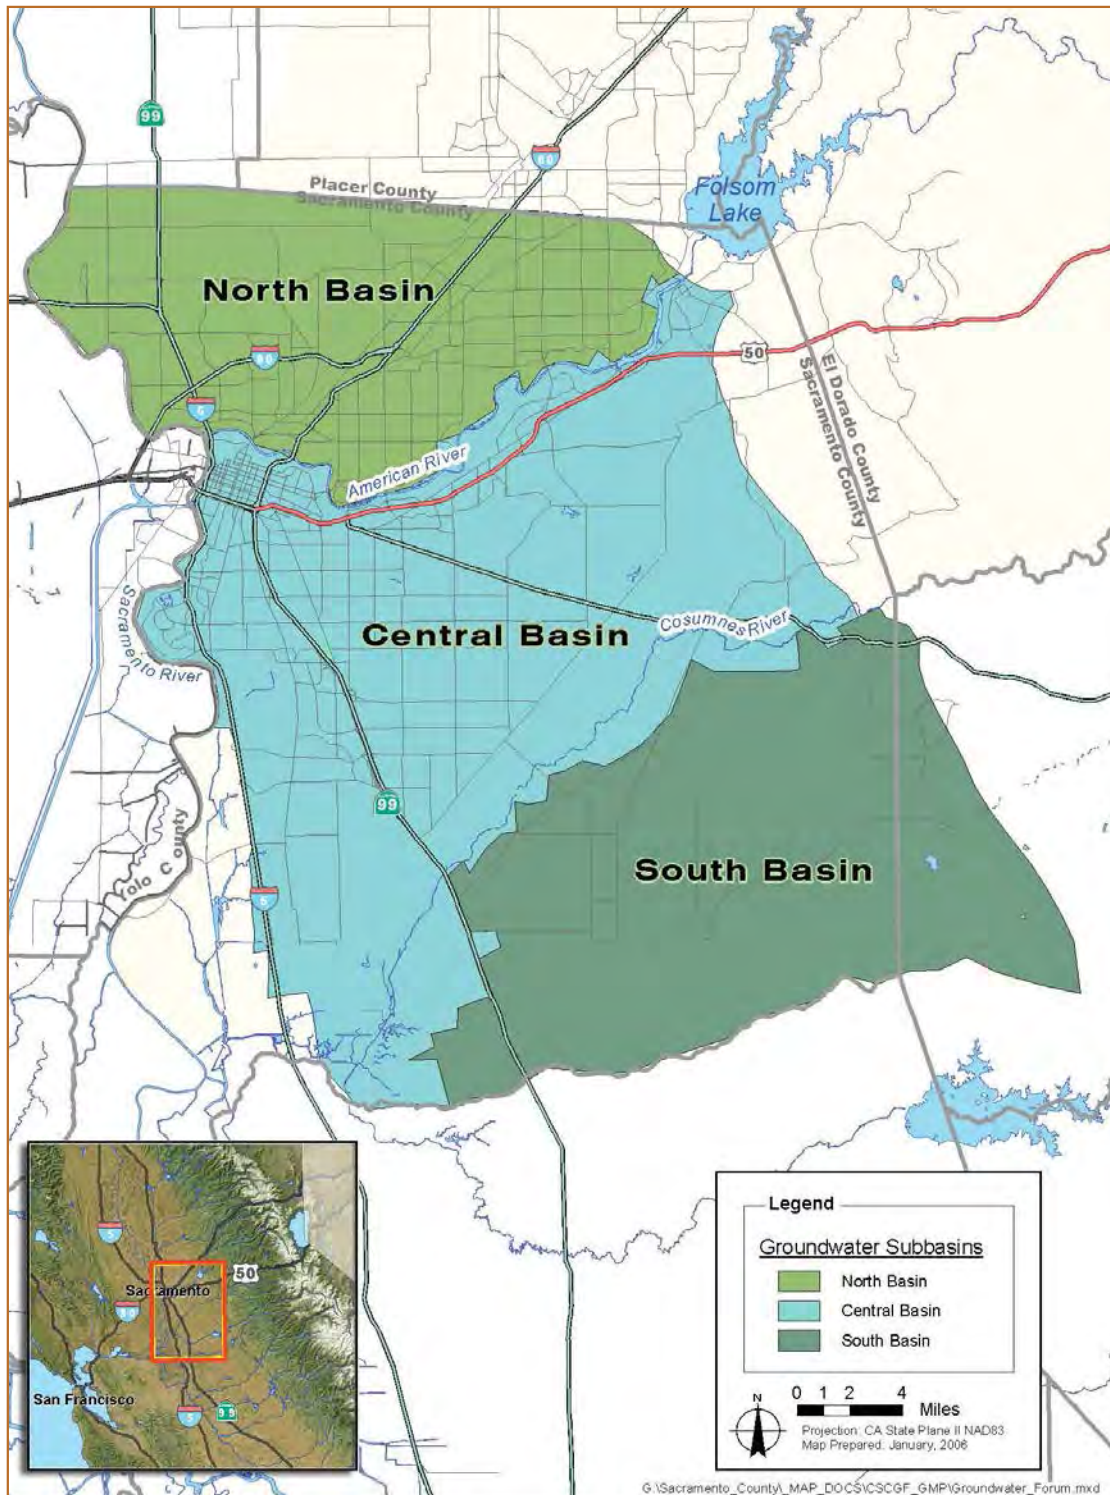 99
80
Placer County
Sacramento County
Folsom
Lake
North Basin
80
50
El Dorado County
Sacramento County
5
American River
Sacramento River
Cosumnes River
Central Basin
99
Yolo County
South Basin
5
5
50
Sacramento
80
San Francisco
5
99
Legend
Groundwater Subbasins
North Basin
Central Basin
South Basin
N
0 1 2 4
Miles
Projection: CA State Plane II NAD83
Map Prepared: January, 2006
G:\Sacramento_County\_MAP_DOCS\CSCGF_GMP\Groundwater_Forum.mxd